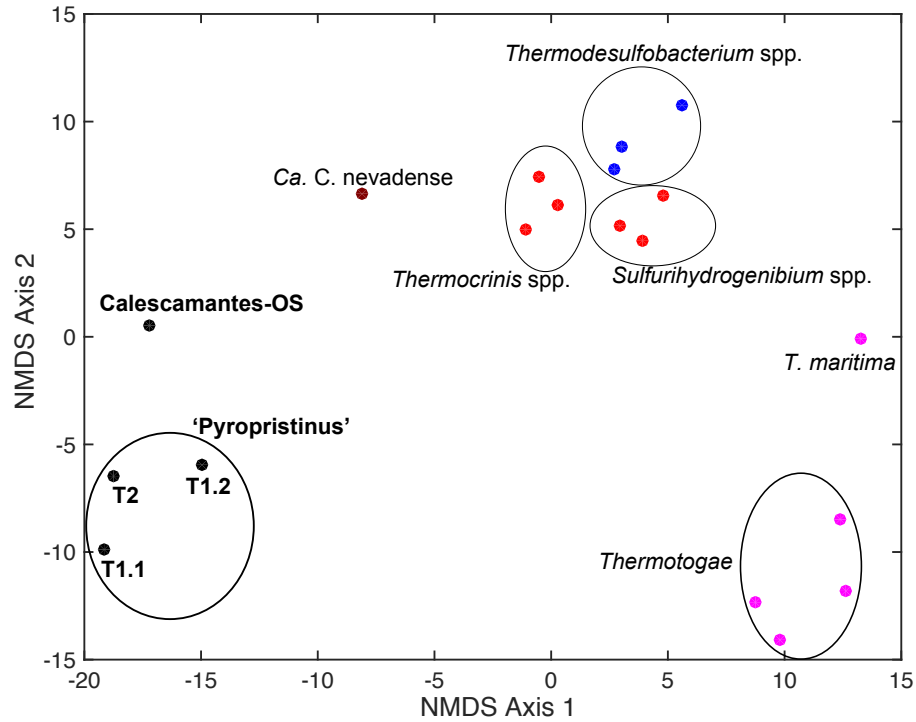 15
10
5
0
-5
-10
-15
NMDS Axis 2
Thermodesulfobacterium spp.
Ca. C. nevadense
Thermocrinis spp.
Sulfurihydrogenibium spp.
Calescamantes-OS
T. maritima
‘Pyropristinus’
T2
T1.2
T1.1
Thermotogae
-20
-15
-10
-5
0
5
10
15
NMDS Axis 1